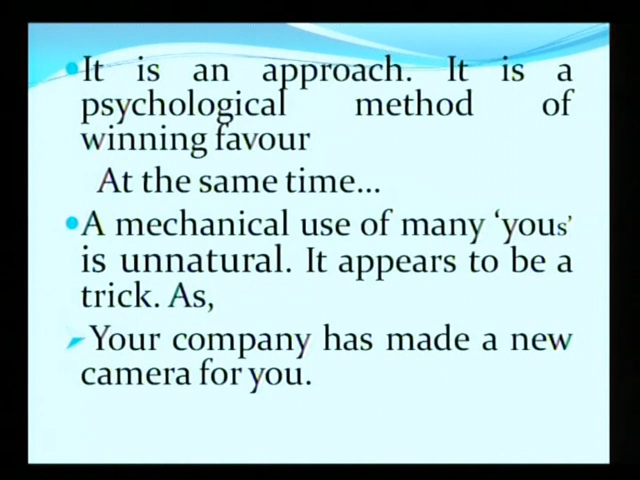 It is an approach. It is a
psychological method of
winning favour
At the same time...
A mechanical use of many ‘yous’
is unnatural. It appears to be a
trick. As,
Your company has made a new
camera for you.